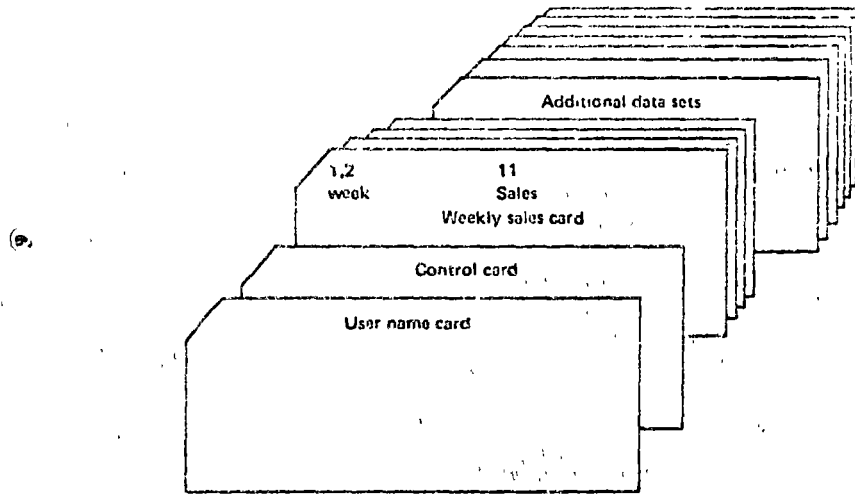 Additional data sets
1,2 11
week Sales
Weekly sales card
Control card
User name card